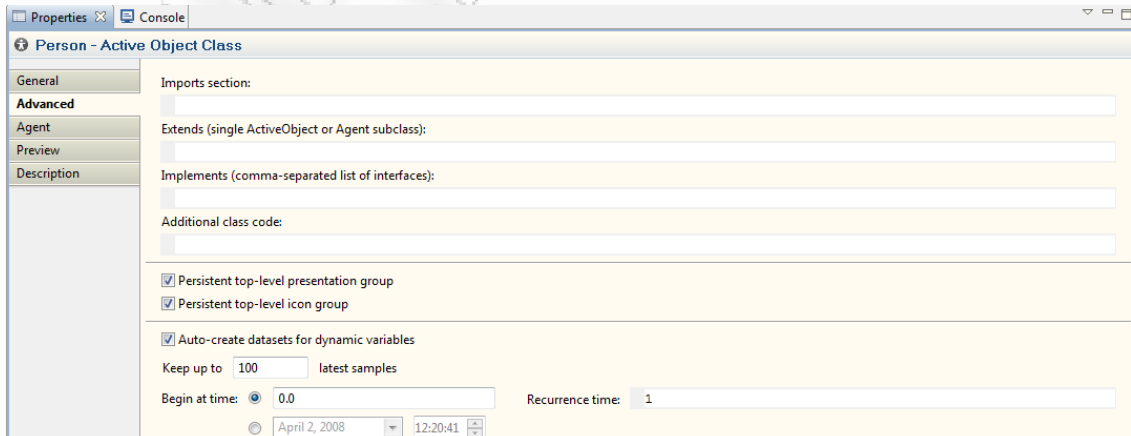 Properties Console
Person - Active Object Class
General
Advanced
Agent
Preview
Description
Imports section:
Extends (single ActiveObject or Agent subclass):
Implements (comma-separated list of interfaces):
Additional class code:
Persistent top-level presentation group
Persistent top-level icon group
Auto-create datasets for dynamic variables
Keep up to 100 latest samples
Begin at time: 0.0 Recurrence time: 1
April 2, 2008 12:20:41